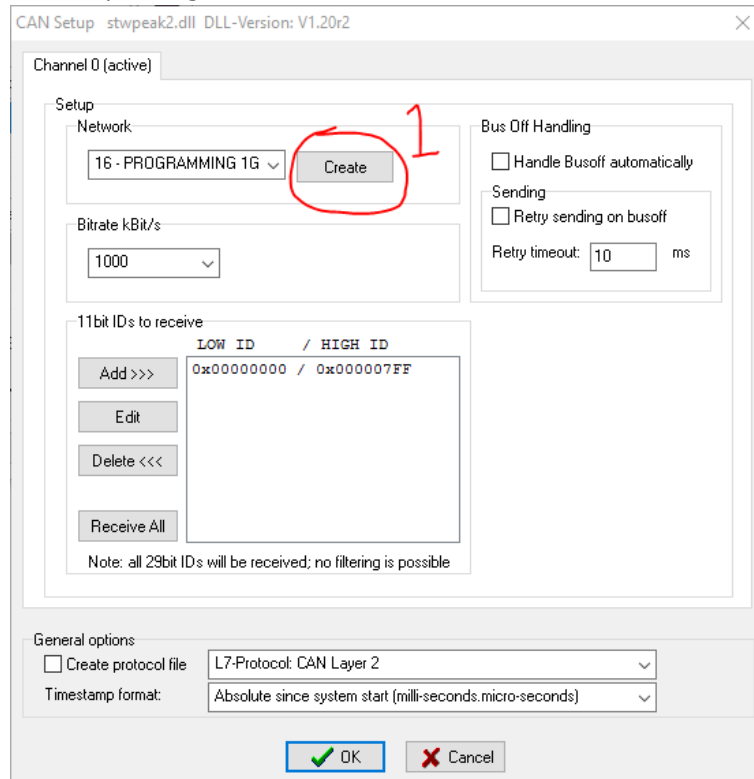 CAN Setup stwpeak2.dll DLL-Version: V1.20r2
Channel 0 (active)
Setup
Network
16 - PROGRAMMING 1G
Create
1
Bitrate kBit/s
1000
Bus Off Handling
Handle Busoff automatically
Sending
Retry sending on busoff
Retry timeout: 10 ms
11bit IDs to receive
LOW ID / HIGH ID
0x00000000 / 0x000007FF
Add >>>
Edit
Delete <<<
Receive All
Note: all 29bit IDs will be received; no filtering is possible
General options
Create protocol file
L7-Protocol: CAN Layer 2
Timestamp format:
Absolute since system start (milli-seconds.micro-seconds)
OK
Cancel